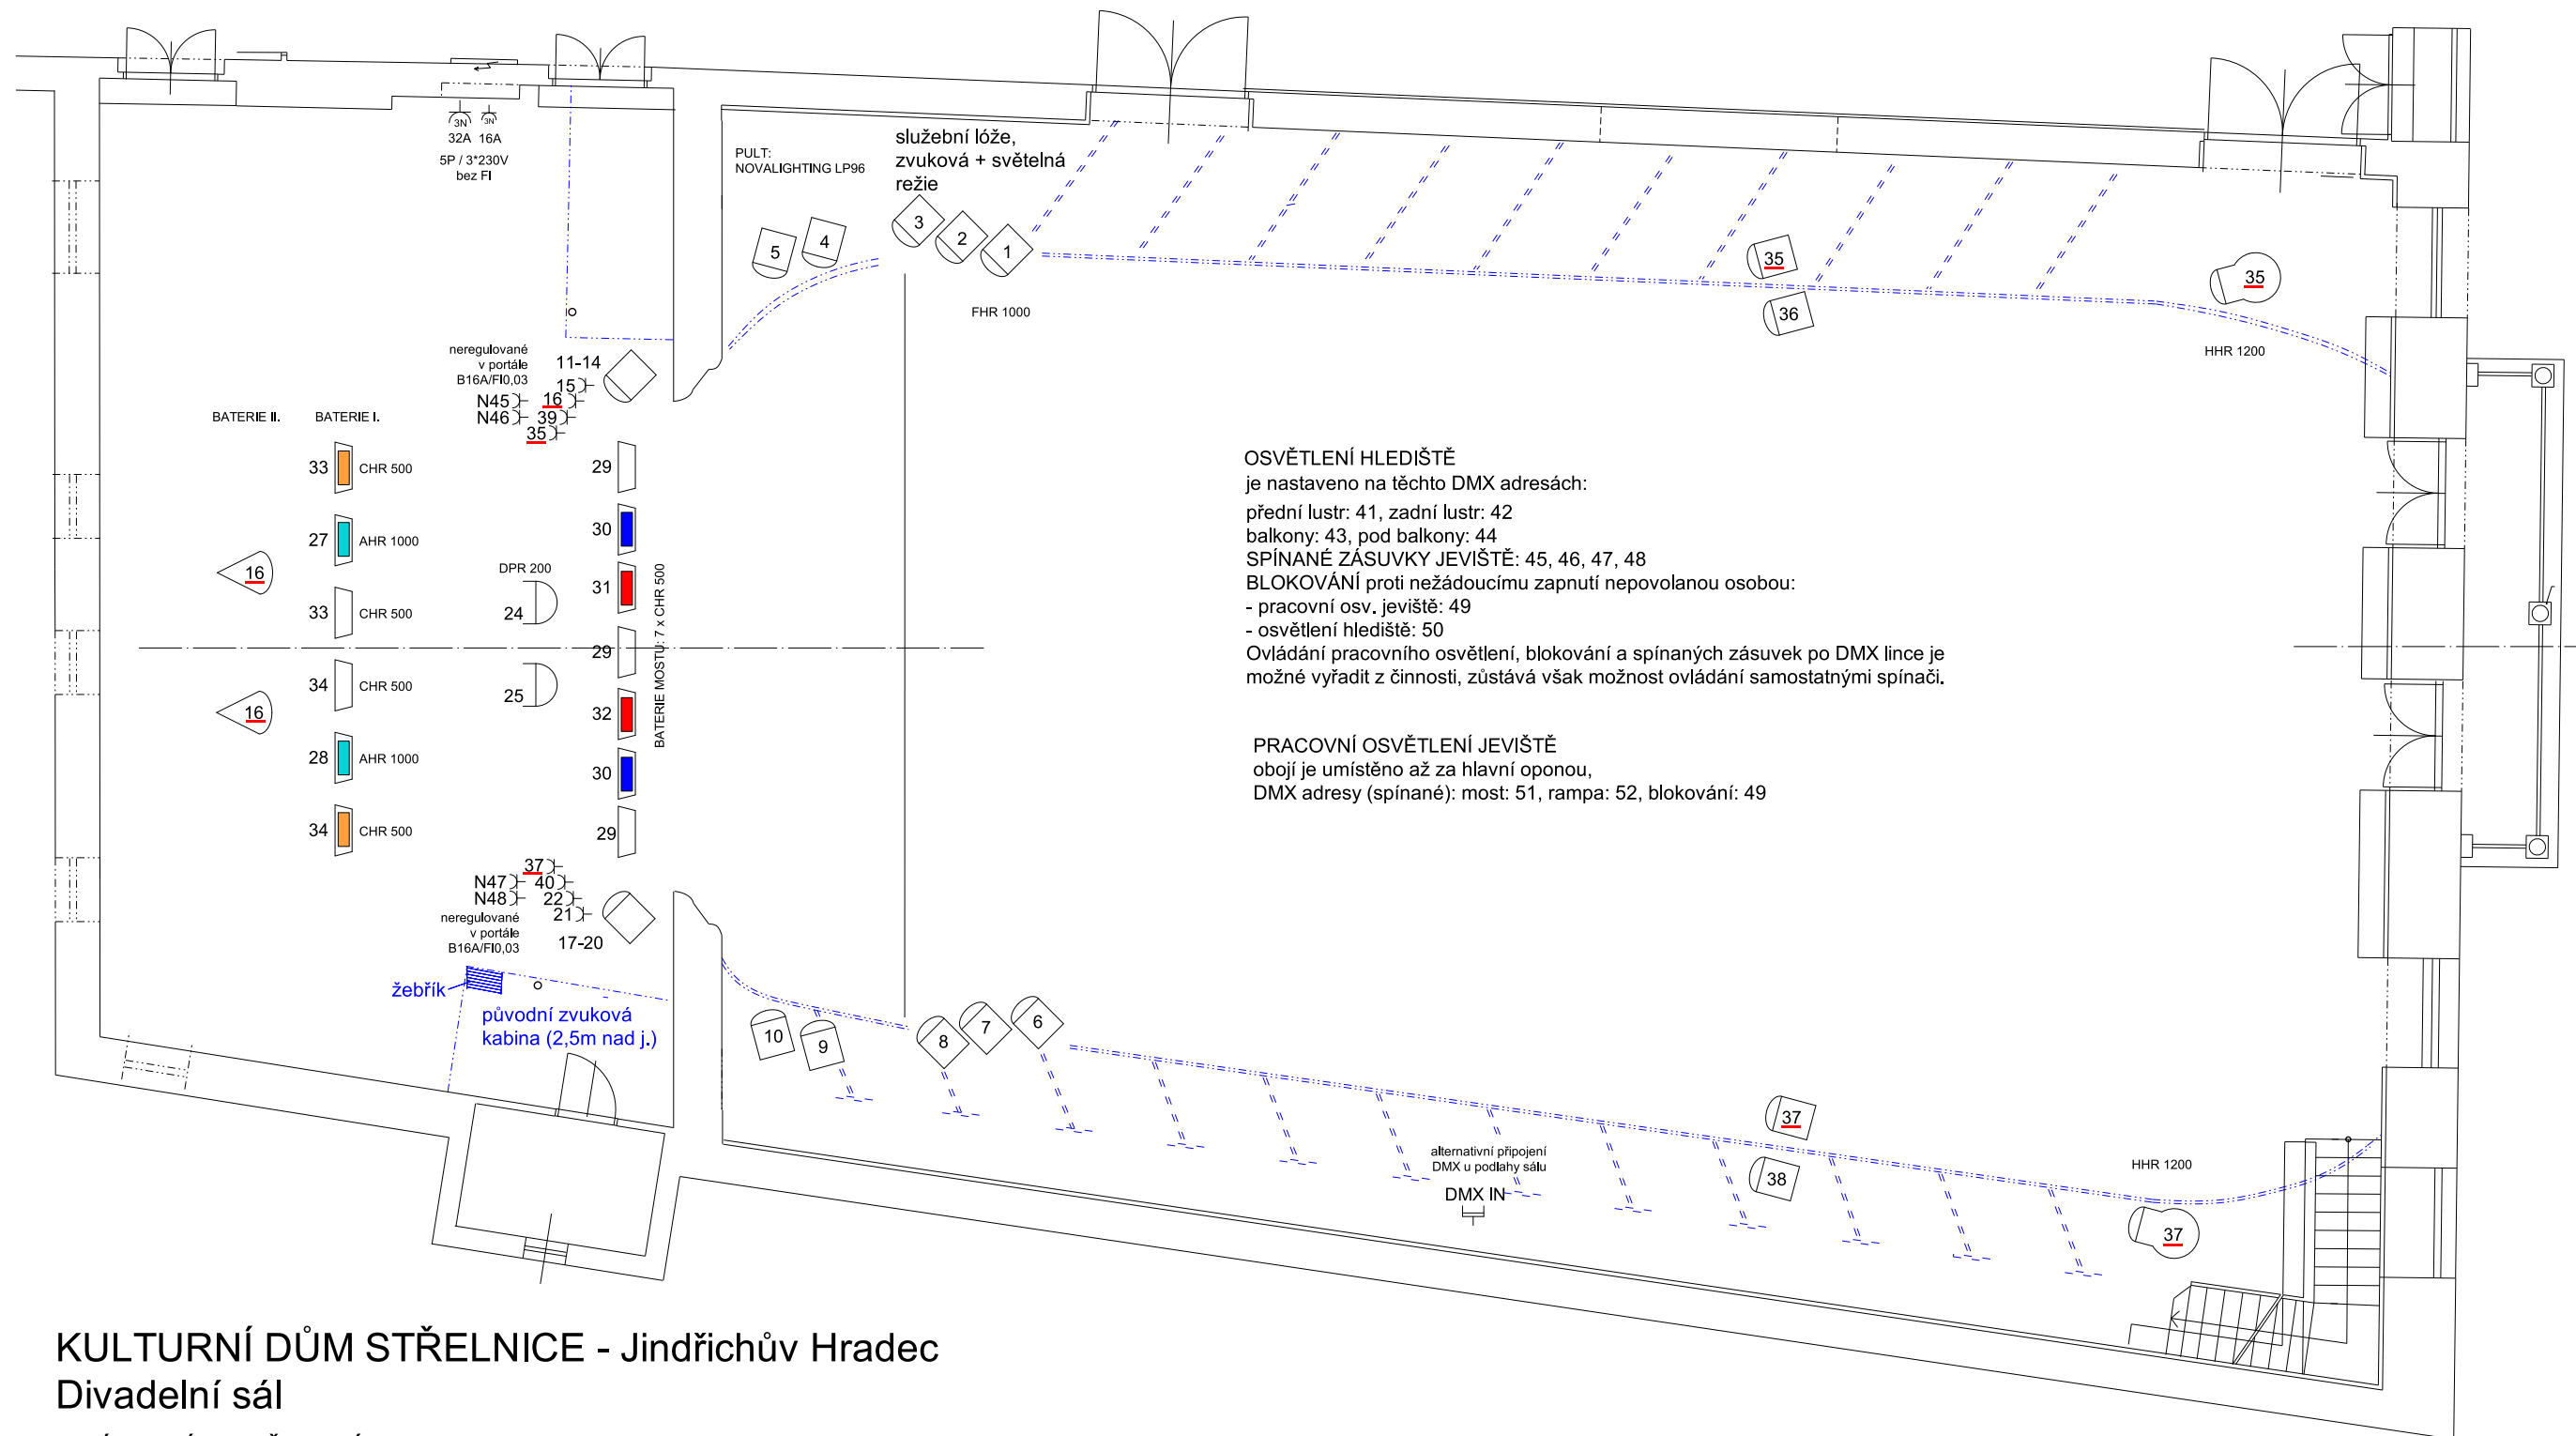 3N
3N
32A 16A
5P / 3*230V
bez FI
PULT:
NOVALIGHTING LP96
služební lóže,
zvuková + světelná
režie
5
4
3
2
1
FHR 1000
35
36
35
HHR 1200
neregulované
v portále
B16A/FI0,03
11-14
15
N45
16
N46
39
35
BATERIE II.
BATERIE I.
33
CHR 500
27
AHR 1000
16
33
CHR 500
34
CHR 500
16
28
AHR 1000
34
CHR 500
DPR 200
24
25
29
30
31
29
32
30
29
BATERIE MOSTU: 7 x CHR 500
OSVĚTLENÍ HLEDIŠTĚ
je nastaveno na těchto DMX adresách:
přední lustr: 41, zadní lustr: 42
balkony: 43, pod balkony: 44
SPÍNANÉ ZÁSUVKY JEVIŠTĚ: 45, 46, 47, 48
BLOKOVÁNÍ proti nežádoucímu zapnutí nepovolanou osobou:
- pracovní osv. jeviště: 49
- osvětlení hlediště: 50
Ovládání pracovního osvětlení, blokování a spínaných zásuvek po DMX lince je
možné vyřadit z činnosti, zůstává však možnost ovládání samostatnými spínači.
PRACOVNÍ OSVĚTLENÍ JEVIŠTĚ
obojí je umístěno až za hlavní oponou,
DMX adresy (spínané): most: 51, rampa: 52, blokování: 49
37
N47
40
N48
22
21
neregulované
v portále
B16A/FI0,03
17-20
žebřík
původní zvuková
kabina (2,5m nad j.)
10
9
8
7
6
37
38
alternativní připojení
DMX u podlahy sálu
DMX IN
HHR 1200
37
KULTURNÍ DŮM STŘELNICE - Jindřichův Hradec
Divadelní sál